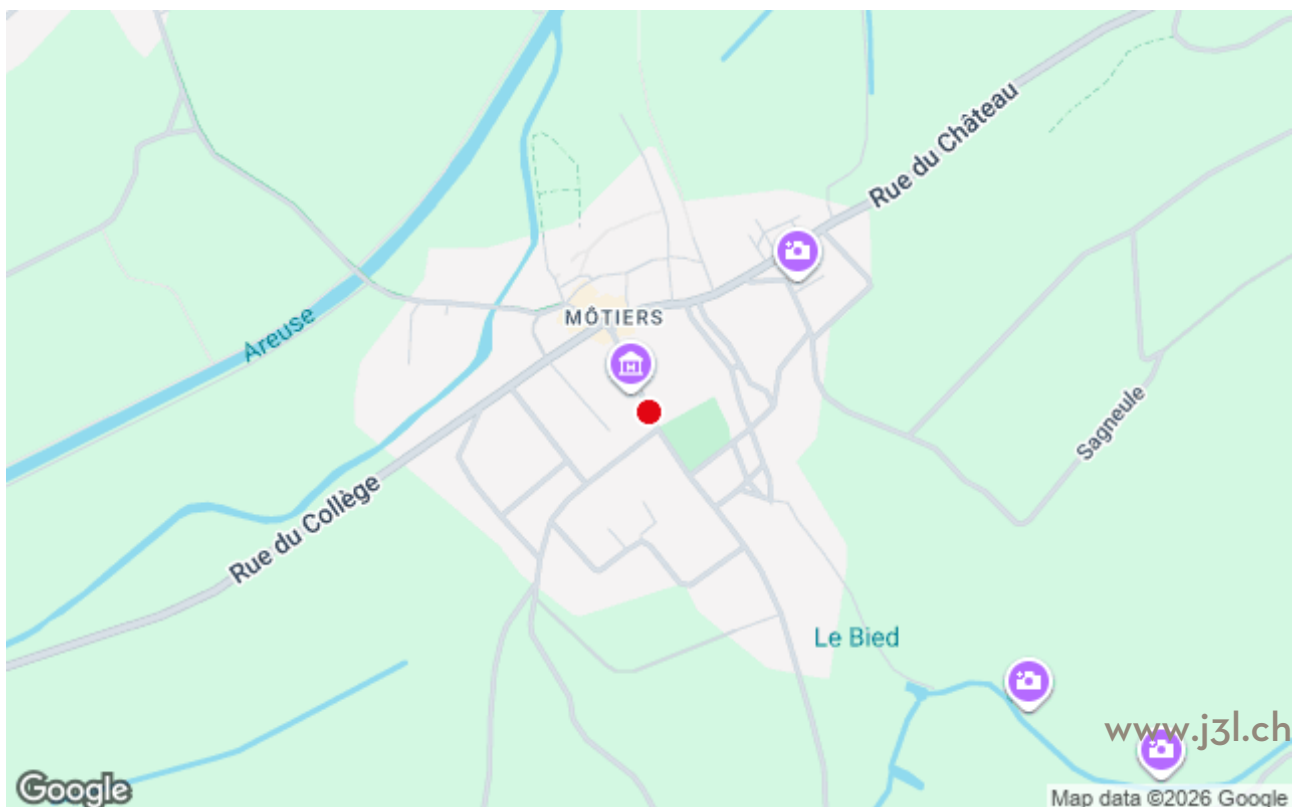 Rue du Château
Areuse
MÔTIERS
Sagneule
Rue du Collège
Le Bied
www.j3l.ch
Google
Map data ©2026 Google